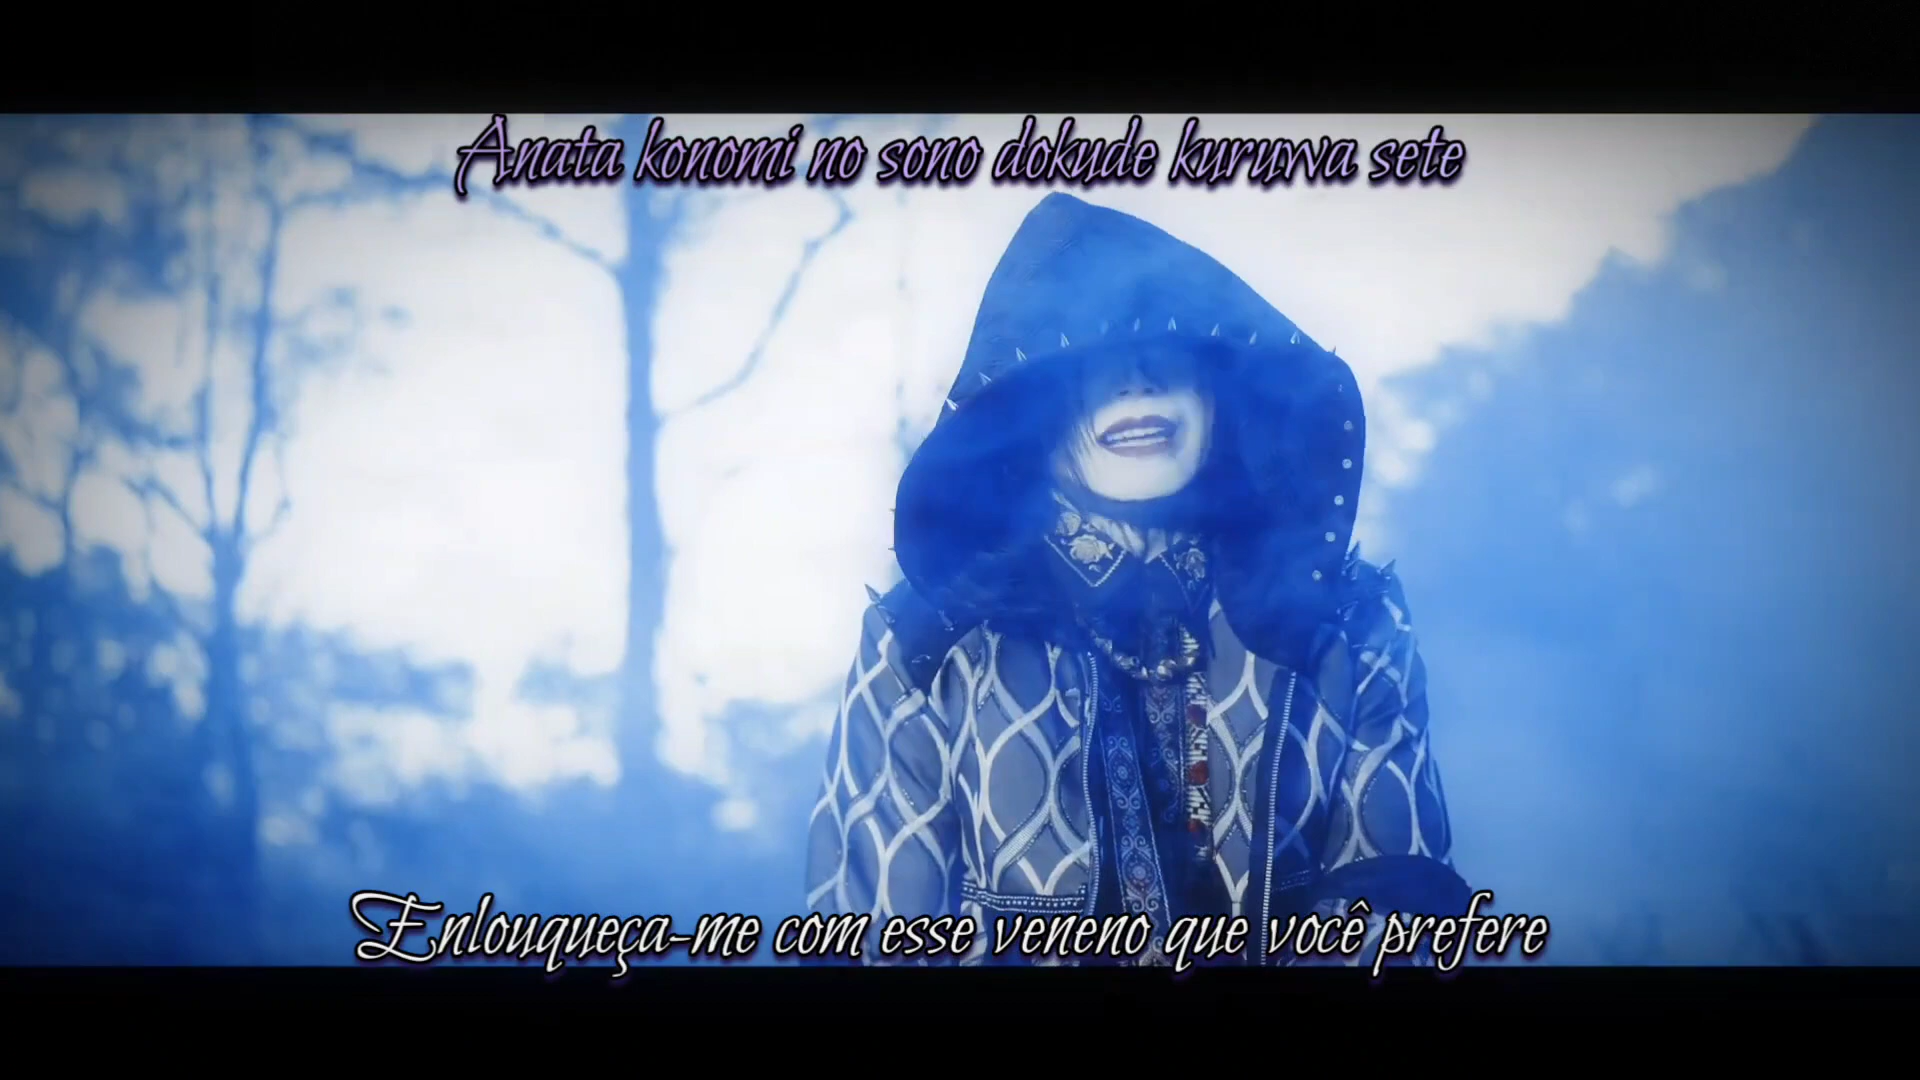 Anata konomi no sono dokude kuruwa sete
Enlouqueça-me com esse veneno que você prefere